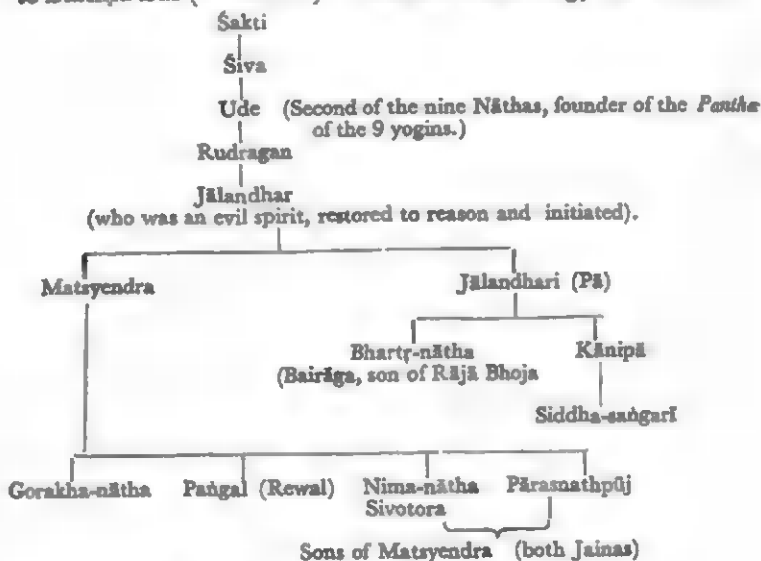 Śakti
Śiva
Ude (Second of the nine Nāthas, founder of the Pantha
of the 9 yogins.)
Rudragan
Jālandhar
(who was an evil spirit, restored to reason and initiated).
Matsyendra Jālandhari (Pā)
Bhartṛ-nātha Kānipā
(Bairāga, son of Rājā Bhoja
Siddha-saṅgarī
Gorakha-nātha Paṅgal (Rewal) Nima-nātha Pārasnathpūj
Sivotora
Sons of Matsyendra (both Jainas)